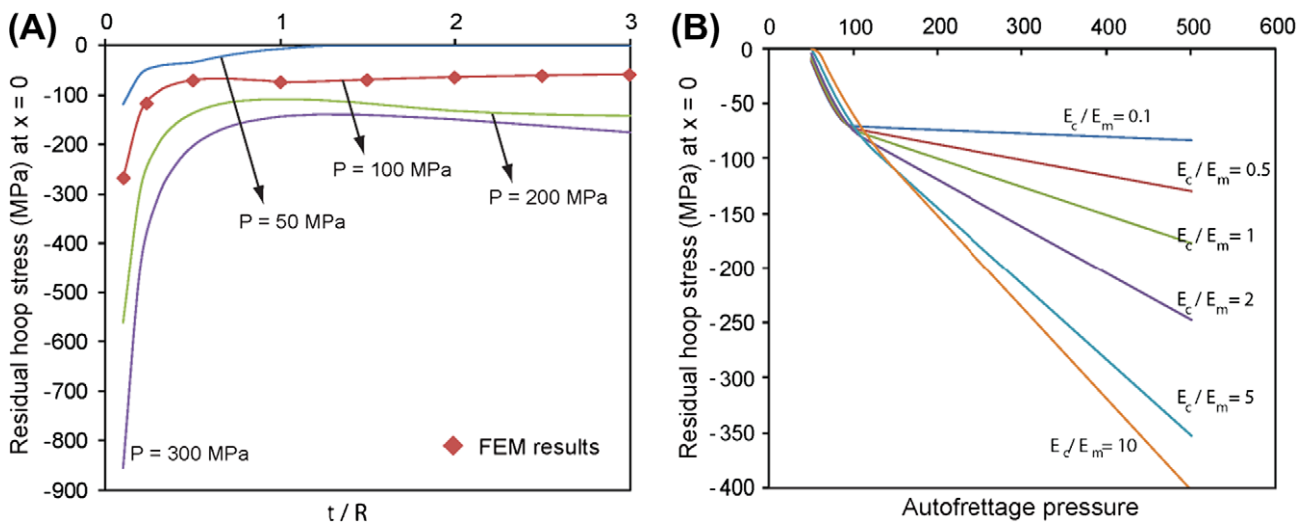 (A)
0 1 2 3
Residual hoop stress (MPa) at x = 0
0
-100
-200
-300
-400
-500
-600
-700
-800
-900
P = 50 MPa
P = 100 MPa
P = 200 MPa
P = 300 MPa
FEM results
t / R
(B)
0 100 200 300 400 500 600
Residual hoop stress (MPa) at x = 0
0
-50
-100
-150
-200
-250
-300
-350
-400
Ec / Em = 0.1
Ec / Em = 0.5
Ec / Em = 1
Ec / Em = 2
Ec / Em = 5
Ec / Em = 10
Autofrettage pressure